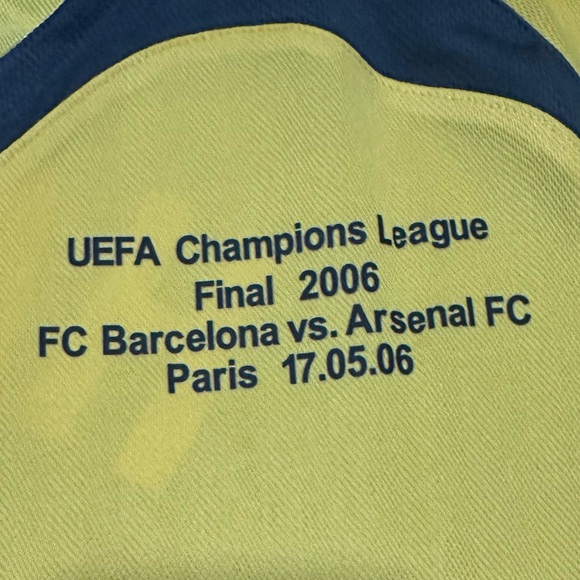 UEFA Champions League
Final 2006
FC Barcelona vs. Arsenal FC
Paris 17.05.06